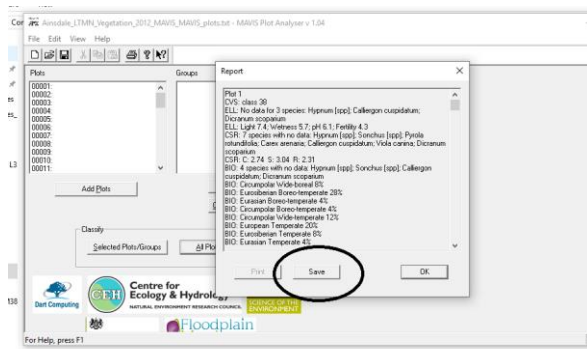 Ainsdale_LTMN_Vegetation_2012_MAVIS_MAVIS_plots.txt - MAVIS Plot Analyser v 1.04
File Edit View Help
Plots
Groups
00001:
00002:
00003:
00004:
00005:
00006:
00007:
00008:
00009:
00010:
00011:
Add Plots
Classify
Selected Plots/Groups
All Plo
Report
Plot 1
CVS: class 38
ELL: No data for 3 species: Hypnum [spp]; Calliergon cuspidatum;
Dicranum scoparium
ELL: Light 7.4; Wetness 5.7; pH 6.1; Fertility 4.3
CSR: 7 species with no data: Hypnum [spp]; Sonchus [spp]; Pyrola
rotundifolia; Carex arenaria; Calliergon cuspidatum; Viola canina; Dicranum
scoparium
CSR: C: 2.74 S: 3.04 R: 2.31
BIO: 4 species with no data: Hypnum [spp]; Sonchus [spp]; Calliergon
cuspidatum; Dicranum scoparium
BIO: Circumpolar Wide-boreal 8%
BIO: Eurosiberian Boreo-temperate 28%
BIO: Eurasian Boreo-temperate 4%
BIO: Circumpolar Boreo-temperate 4%
BIO: Circumpolar Wide-temperate 12%
BIO: European Temperate 20%
BIO: Eurosiberian Temperate 8%
BIO: Eurasian Temperate 4%
Print
Save
OK
Dart Computing
CEH
Centre for
Ecology & Hydrology
NATURAL ENVIRONMENT RESEARCH COUNCIL
SCIENCE OF THE
ENVIRONMENT
Floodplain
For Help, press F1